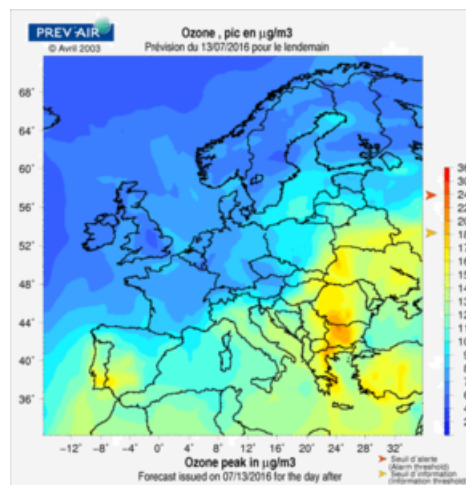 PREV'AIR
© Avril 2003
Ozone , pic en µg/m3
Prévision du 13/07/2016 pour le lendemain
68°
64°
60°
56°
52°
48°
44°
40°
36°
−12° −8° −4° 0° 4° 8° 12° 16° 20° 24° 28° 32°
Ozone peak in µg/m3
Forecast issued on 07/13/2016 for the day after
Seuil d'alerte
(Alarm threshold)
Seuil d'information
(Information threshold)